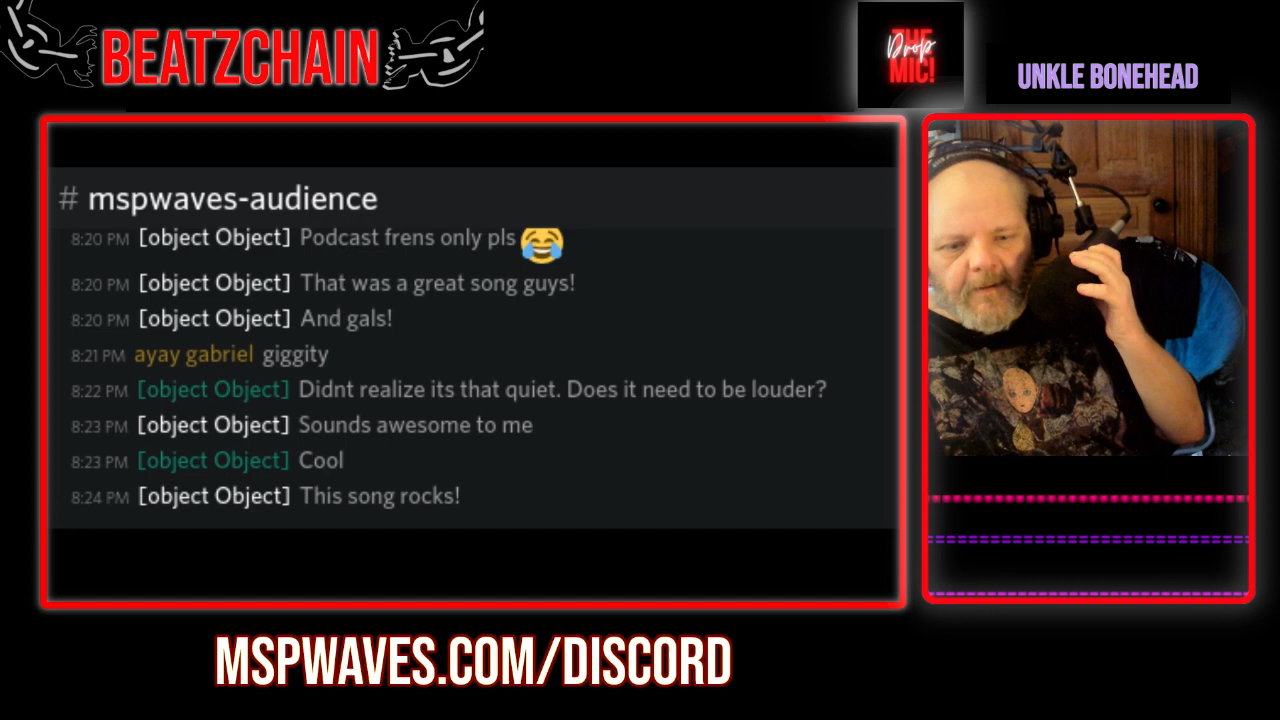 BEATZCHAIN
THE
Drop
MIC!
UNKLE BONEHEAD
# mspwaves-audience
8:20 PM [object Object] Podcast frens only pls 😂
8:20 PM [object Object] That was a great song guys!
8:20 PM [object Object] And gals!
8:21 PM ayay gabriel giggity
8:22 PM [object Object] Didnt realize its that quiet. Does it need to be louder?
8:23 PM [object Object] Sounds awesome to me
8:23 PM [object Object] Cool
8:24 PM [object Object] This song rocks!
MSPWAVES.COM/DISCORD